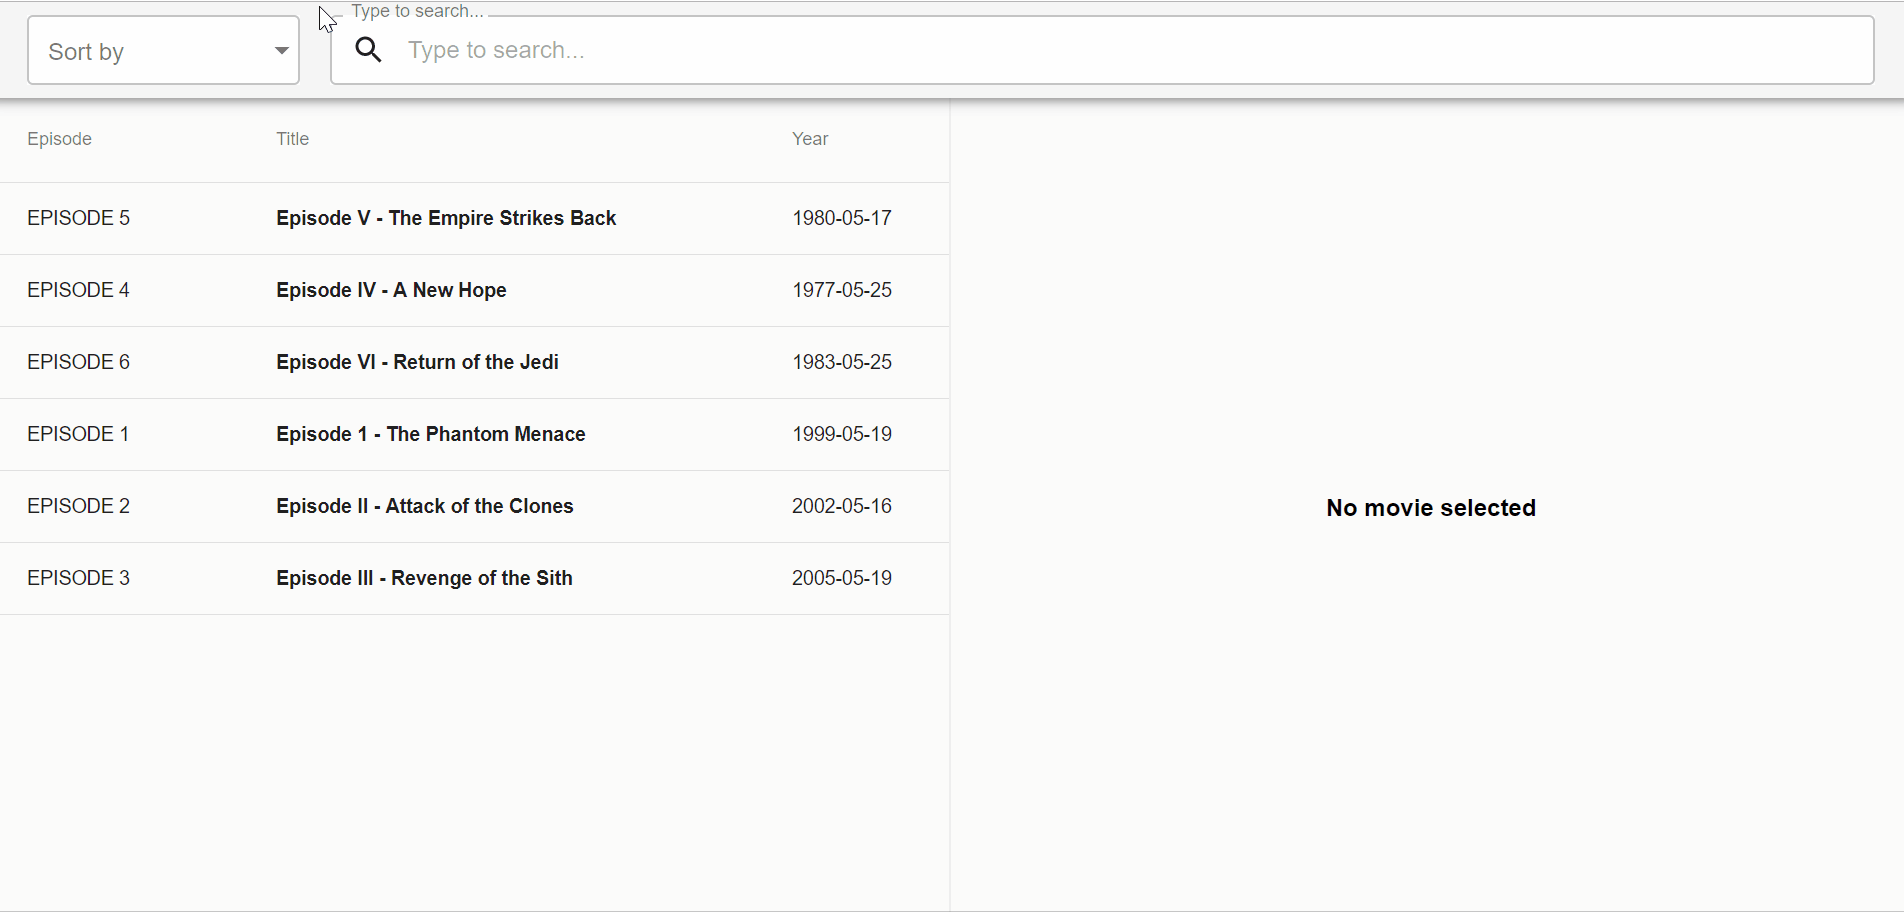 Type to search...
Sort by
Type to search...
Episode Title Year
EPISODE 5 Episode V - The Empire Strikes Back 1980-05-17
EPISODE 4 Episode IV - A New Hope 1977-05-25
EPISODE 6 Episode VI - Return of the Jedi 1983-05-25
EPISODE 1 Episode 1 - The Phantom Menace 1999-05-19
EPISODE 2 Episode II - Attack of the Clones 2002-05-16
EPISODE 3 Episode III - Revenge of the Sith 2005-05-19
No movie selected